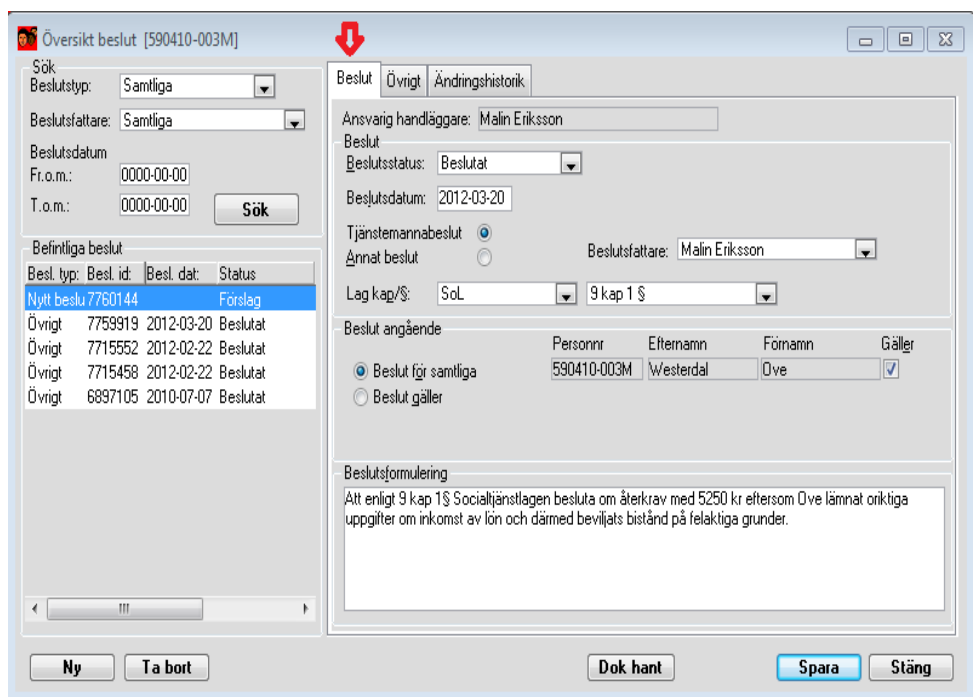 Översikt beslut [590410-003M]
Sök
Beslutstyp: Samtliga
Beslutsfattare: Samtliga
Beslutsdatum
Fr.o.m.: 0000-00-00
T.o.m.: 0000-00-00 Sök
Befintliga beslut
Besl. typ: Besl. id: Besl. dat: Status
Nytt beslu 7760144 Förslag
Övrigt 7759919 2012-03-20 Beslutat
Övrigt 7715552 2012-02-22 Beslutat
Övrigt 7715458 2012-02-22 Beslutat
Övrigt 6897105 2010-07-07 Beslutat
Ny Ta bort
Beslut Övrigt Ändringshistorik
Ansvarig handläggare: Malin Eriksson
Beslut
Beslutsstatus: Beslutat
Beslutsdatum: 2012-03-20
Tjänstemannabeslut
Annat beslut Beslutsfattare: Malin Eriksson
Lag kap/§: SoL 9 kap 1 §
Beslut angående
Personnr Efternamn Förnamn Gäller
Beslut för samtliga 590410-003M Westerdal Ove
Beslut gäller
Beslutsformulering
Att enligt 9 kap 1§ Socialtjänstlagen besluta om återkrav med 5250 kr eftersom Ove lämnat oriktiga
uppgifter om inkomst av lön och därmed beviljats bistånd på felaktiga grunder.
Dok hant Spara Stäng